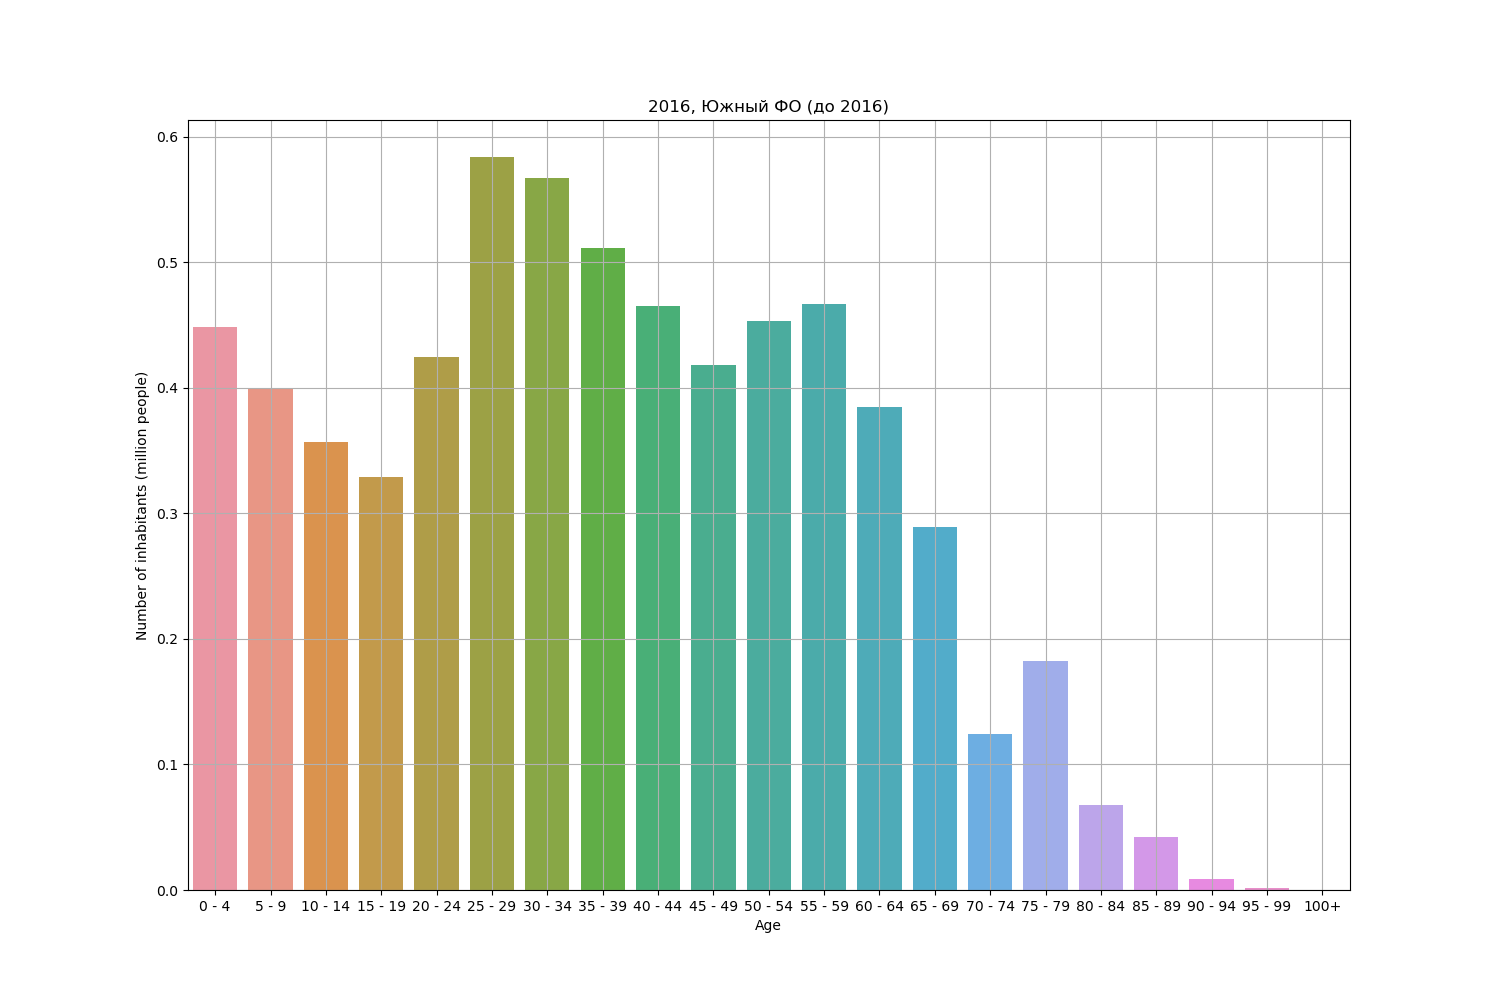 2016, Южный ФО (до 2016)
Number of inhabitants (million people)
0.6
0.5
0.4
0.3
0.2
0.1
0.0
0 - 4 5 - 9 10 - 14 15 - 19 20 - 24 25 - 29 30 - 34 35 - 39 40 - 44 45 - 49 50 - 54 55 - 59 60 - 64 65 - 69 70 - 74 75 - 79 80 - 84 85 - 89 90 - 94 95 - 99 100+
Age